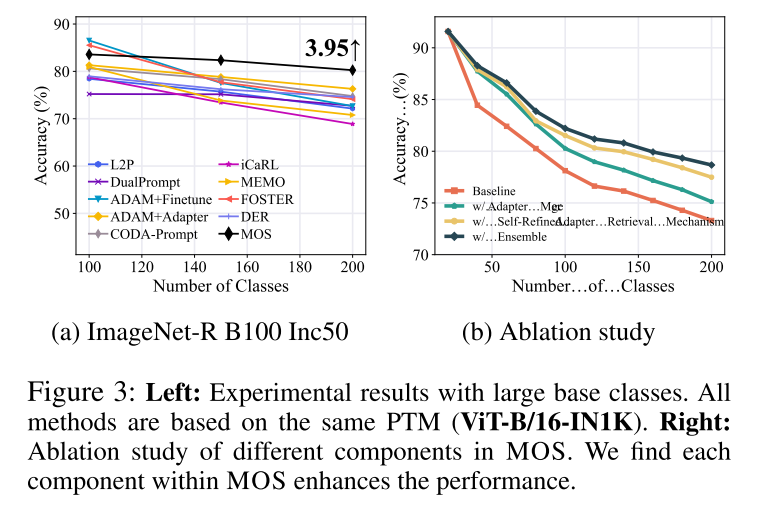 90
80
70
60
50
Accuracy (%)
3.95↑
L2P
DualPrompt
ADAM+Finetune
ADAM+Adapter
CODA-Prompt
iCaRL
MEMO
FOSTER
DER
MOS
100 120 140 160 180 200
Number of Classes
(a) ImageNet-R B100 Inc50
90
85
80
75
70
Accuracy…(%)
Baseline
w/ Adapter…Mge
w/…Self-Refined…Adapter…Retrieval…Mechanism
w/…Ensemble
50 100 150 200
Number…of…Classes
(b) Ablation study
Figure 3: Left: Experimental results with large base classes. All
methods are based on the same PTM (ViT-B/16-IN1K). Right:
Ablation study of different components in MOS. We find each
component within MOS enhances the performance.